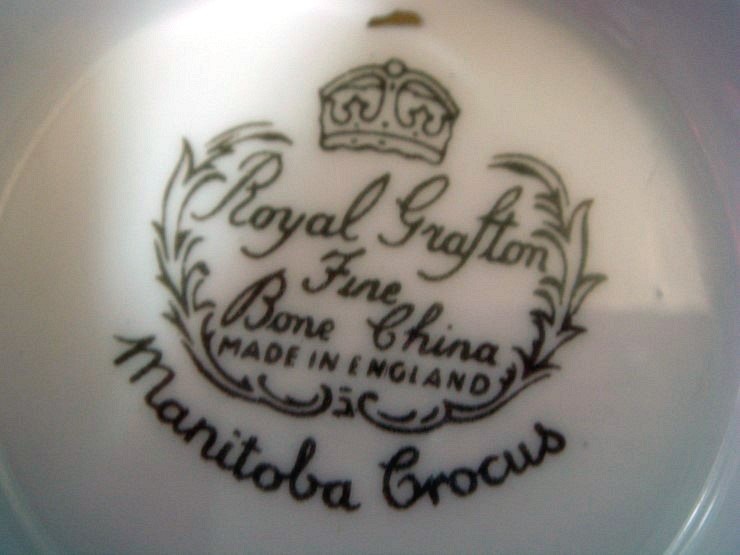 Royal Grafton
Fine
Bone China
MADE IN ENGLAND
Manitoba Crocus